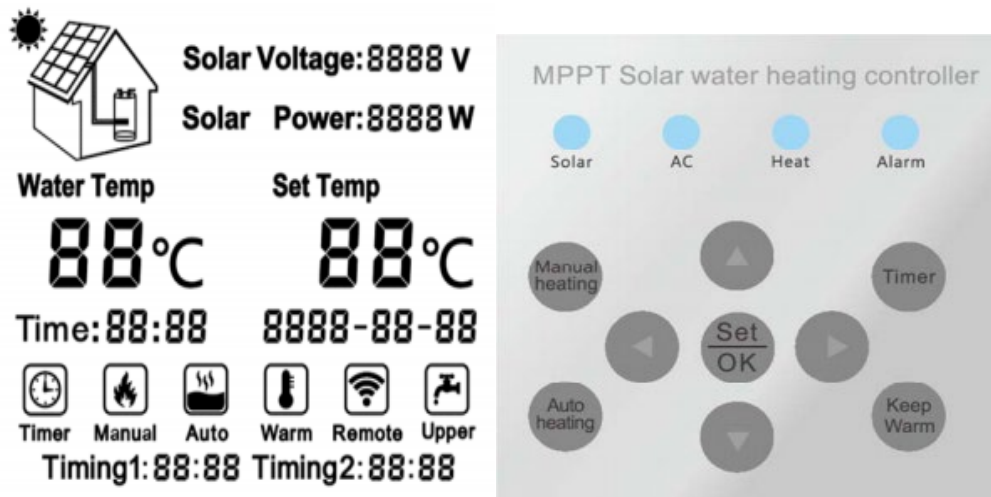 Solar Voltage:8888 V
Solar Power:8888 W
Water Temp Set Temp
88°C 88°C
Time:88:88 8888-88-88
Timer Manual Auto Warm Remote Upper
Timing1:88:88 Timing2:88:88
MPPT Solar water heating controller
Solar AC Heat Alarm
Manual
heating
Timer
Set
OK
Auto
heating
Keep
Warm